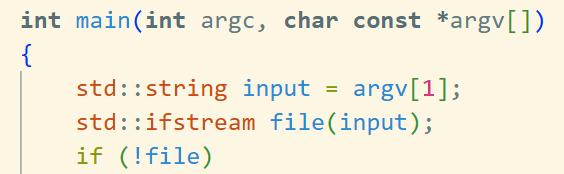 int main(int argc, char const *argv[])
{
    std::string input = argv[1];
    std::ifstream file(input);
    if (!file)